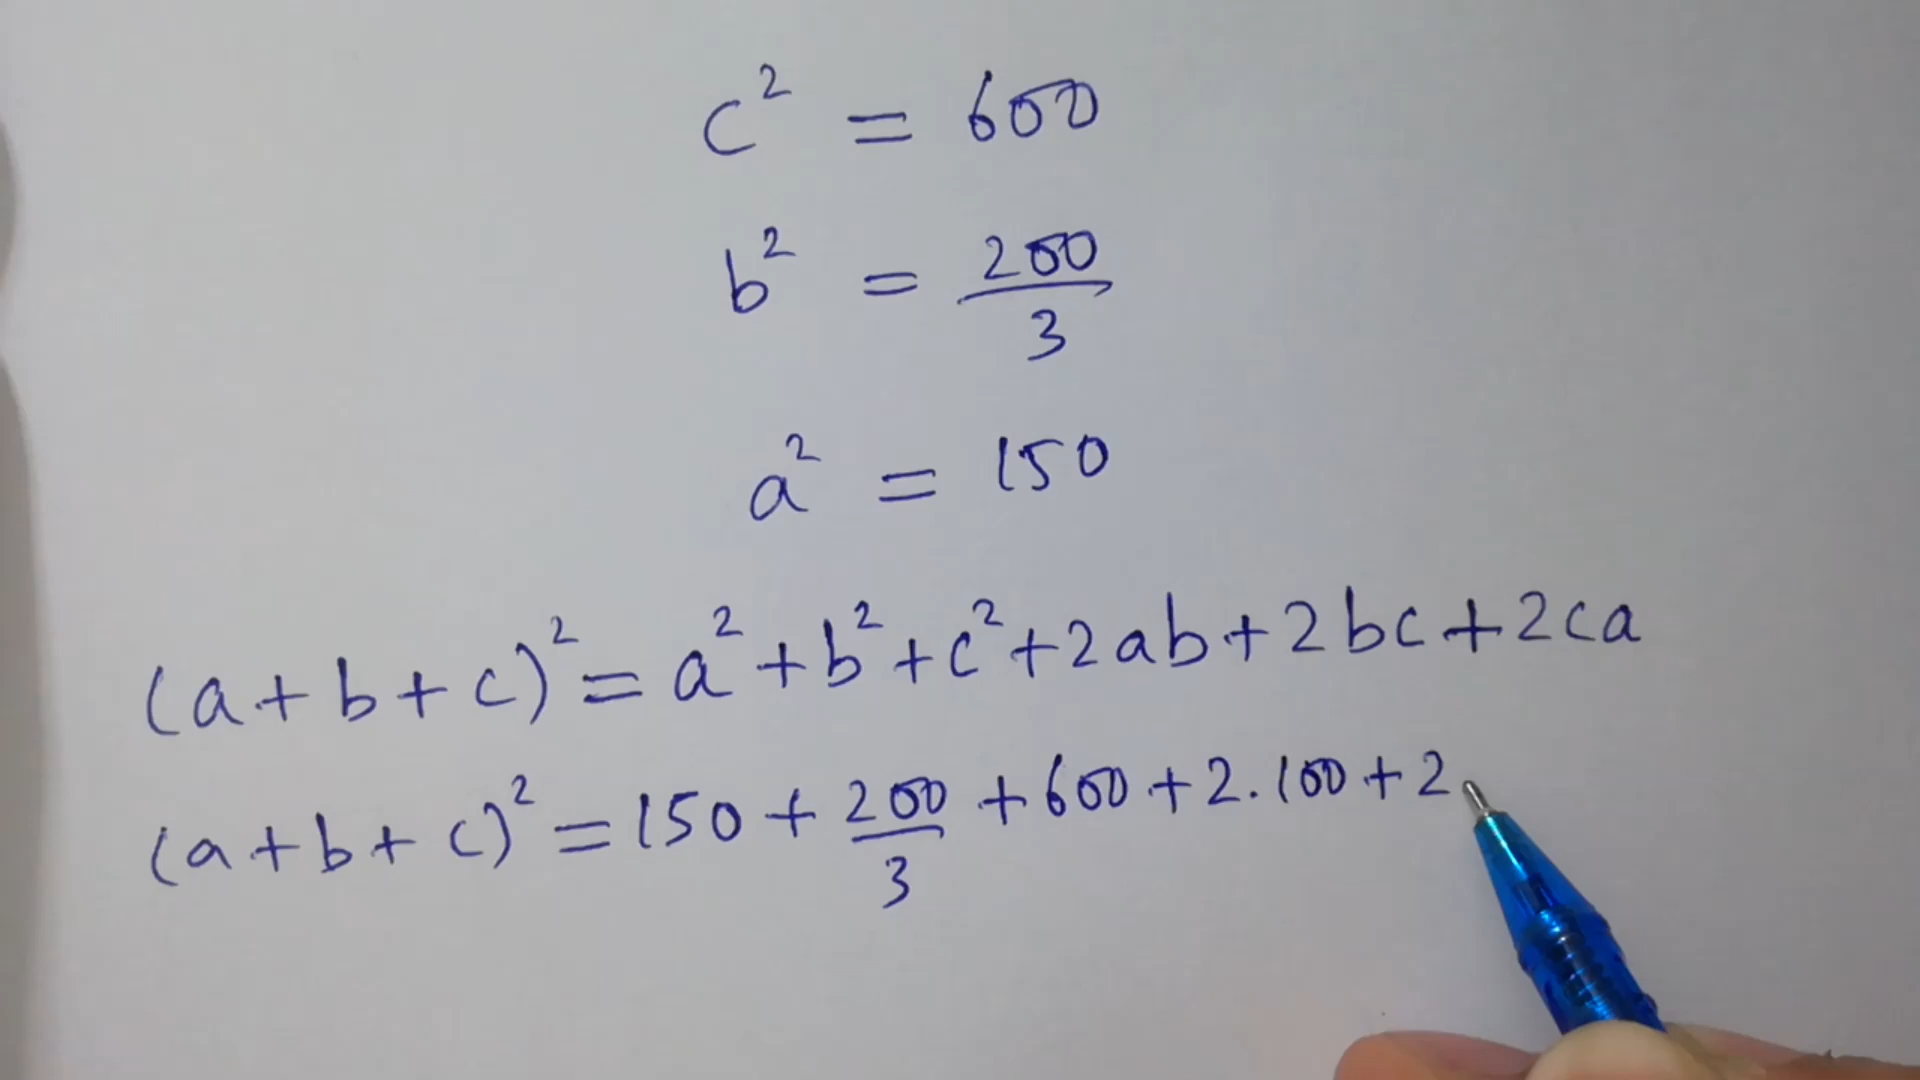 c² = 600
b² = 200/3
a² = 150
(a+b+c)² = a²+b²+c²+2ab+2bc+2ca
(a+b+c)² = 150 + 200/3 + 600 + 2.100 + 2